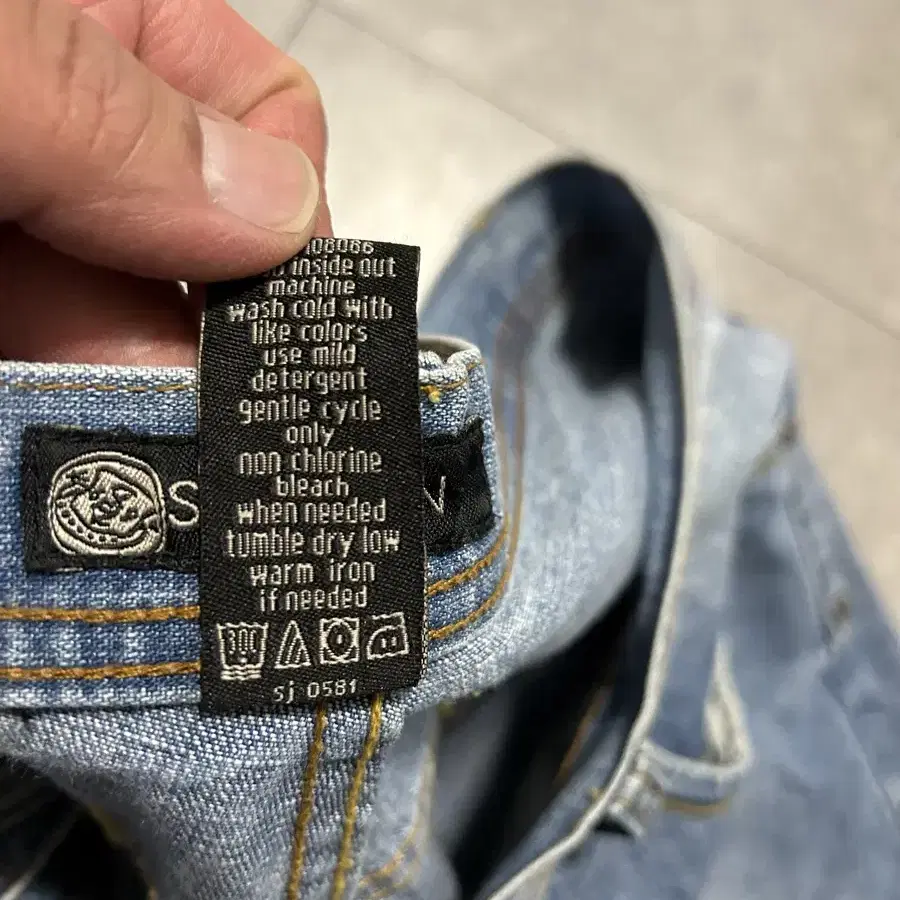 108086
inside out
machine
wash cold with
like colors
use mild
detergent
gentle cycle
only
non chlorine
bleach
when needed
tumble dry low
warm iron
if needed
30°
sj 0581
S